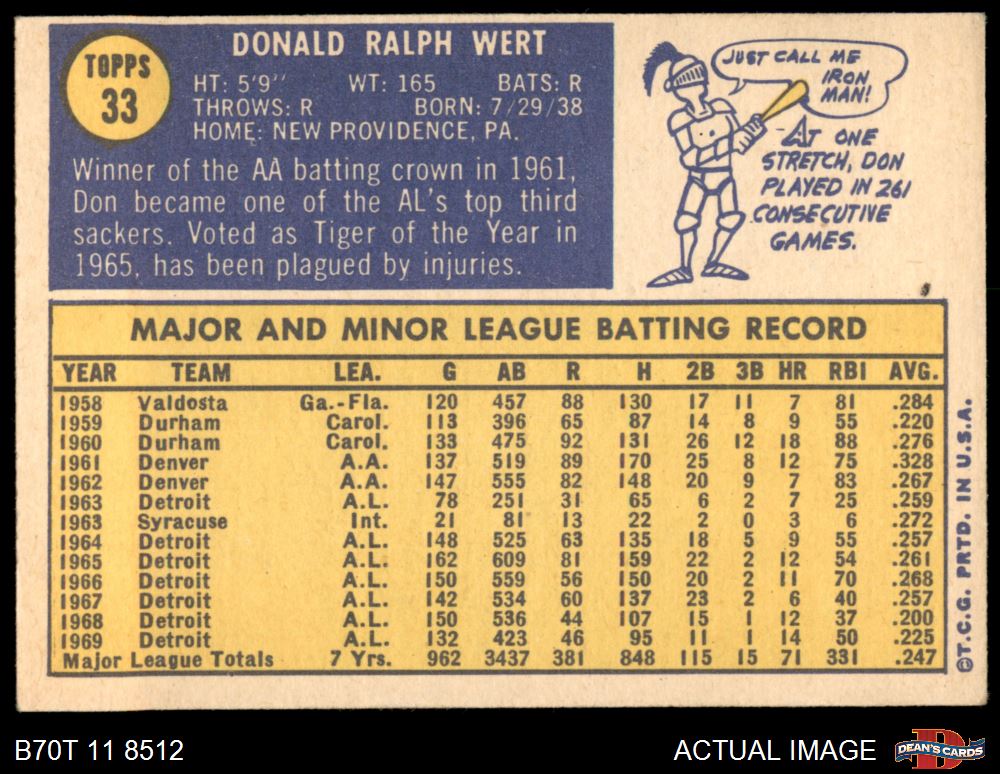 TOPPS
33
DONALD RALPH WERT
HT: 5'9" WT: 165 BATS: R
THROWS: R BORN: 7/29/38
HOME: NEW PROVIDENCE, PA.
Winner of the AA batting crown in 1961,
Don became one of the AL's top third
sackers. Voted as Tiger of the Year in
1965, has been plagued by injuries.
JUST CALL ME
IRON
MAN!
AT ONE
STRETCH, DON
PLAYED IN 261
CONSECUTIVE
GAMES.
MAJOR AND MINOR LEAGUE BATTING RECORD
YEAR TEAM LEA. G AB R H 2B 3B HR RBI AVG.
1958 Valdosta Ga.-Fla. 120 457 88 130 17 11 7 81 .284
1959 Durham Carol. 113 396 65 87 14 8 9 55 .220
1960 Durham Carol. 133 475 92 131 26 12 18 88 .276
1961 Denver A.A. 137 519 89 170 25 8 12 75 .328
1962 Denver A.A. 147 555 82 148 20 9 7 83 .267
1963 Detroit A.L. 78 251 31 65 6 2 7 25 .259
1963 Syracuse Int. 21 81 13 22 2 0 3 6 .272
1964 Detroit A.L. 148 525 63 135 18 5 9 55 .257
1965 Detroit A.L. 162 609 81 159 22 2 12 54 .261
1966 Detroit A.L. 150 559 56 150 20 2 11 70 .268
1967 Detroit A.L. 142 534 60 137 23 2 6 40 .257
1968 Detroit A.L. 150 536 44 107 15 1 12 37 .200
1969 Detroit A.L. 132 423 46 95 11 1 14 50 .225
Major League Totals 7 Yrs. 962 3437 381 848 115 15 71 331 .247
©T.C.G. PRTD. IN U.S.A.
B70T 11 8512
ACTUAL IMAGE
D
DEAN'S CARDS